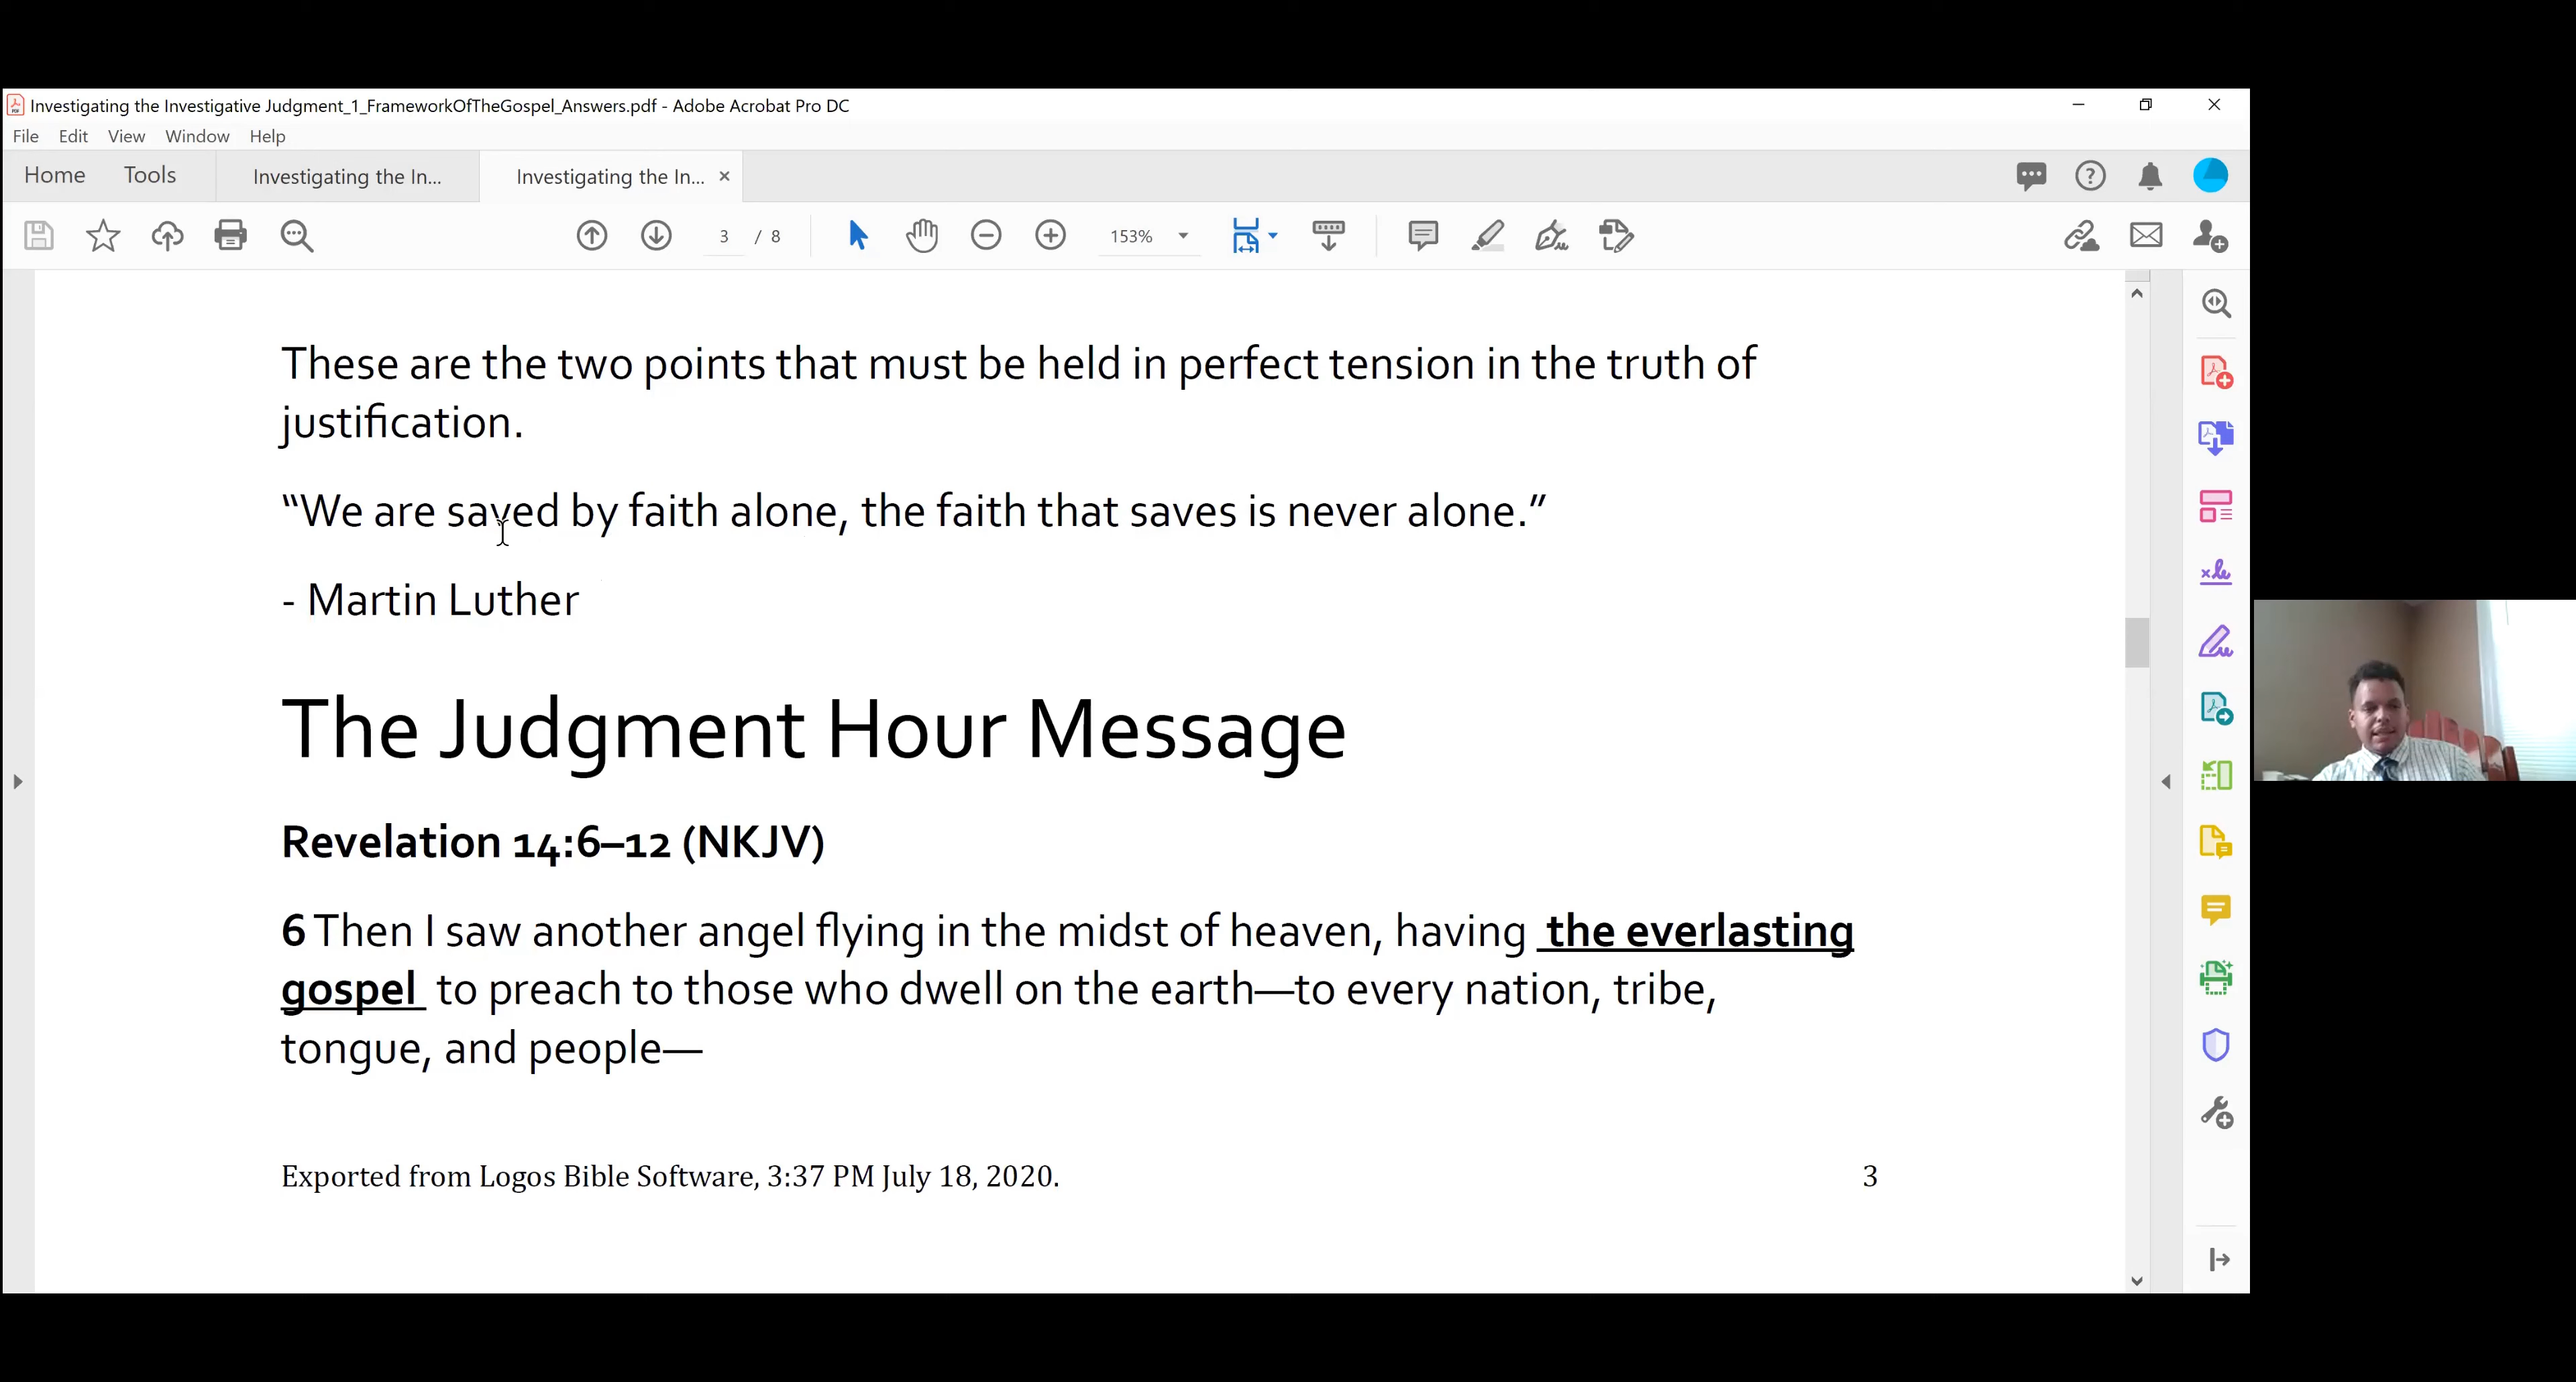 Investigating the Investigative Judgment_1_FrameworkOfTheGospel_Answers.pdf - Adobe Acrobat Pro DC
File Edit View Window Help
Home Tools Investigating the In... Investigating the In... ×
3 / 8 153%
These are the two points that must be held in perfect tension in the truth of
justification.
“We are saved by faith alone, the faith that saves is never alone.”
- Martin Luther
The Judgment Hour Message
Revelation 14:6–12 (NKJV)
6 Then I saw another angel flying in the midst of heaven, having the everlasting
gospel to preach to those who dwell on the earth—to every nation, tribe,
tongue, and people—
Exported from Logos Bible Software, 3:37 PM July 18, 2020. 3